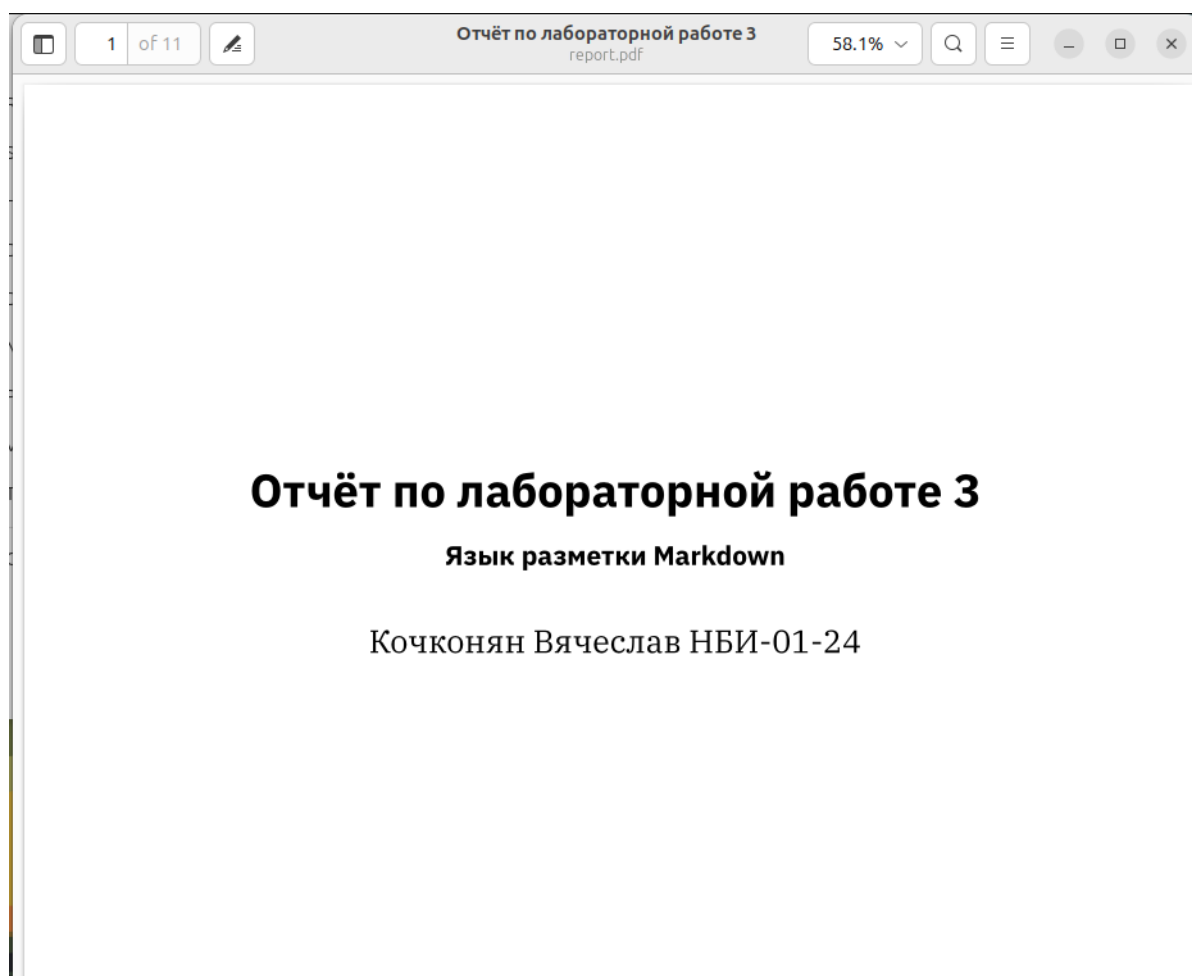 1 of 11
Отчёт по лабораторной работе 3
report.pdf
58.1%
Отчёт по лабораторной работе 3
Язык разметки Markdown
Кочконян Вячеслав НБИ-01-24